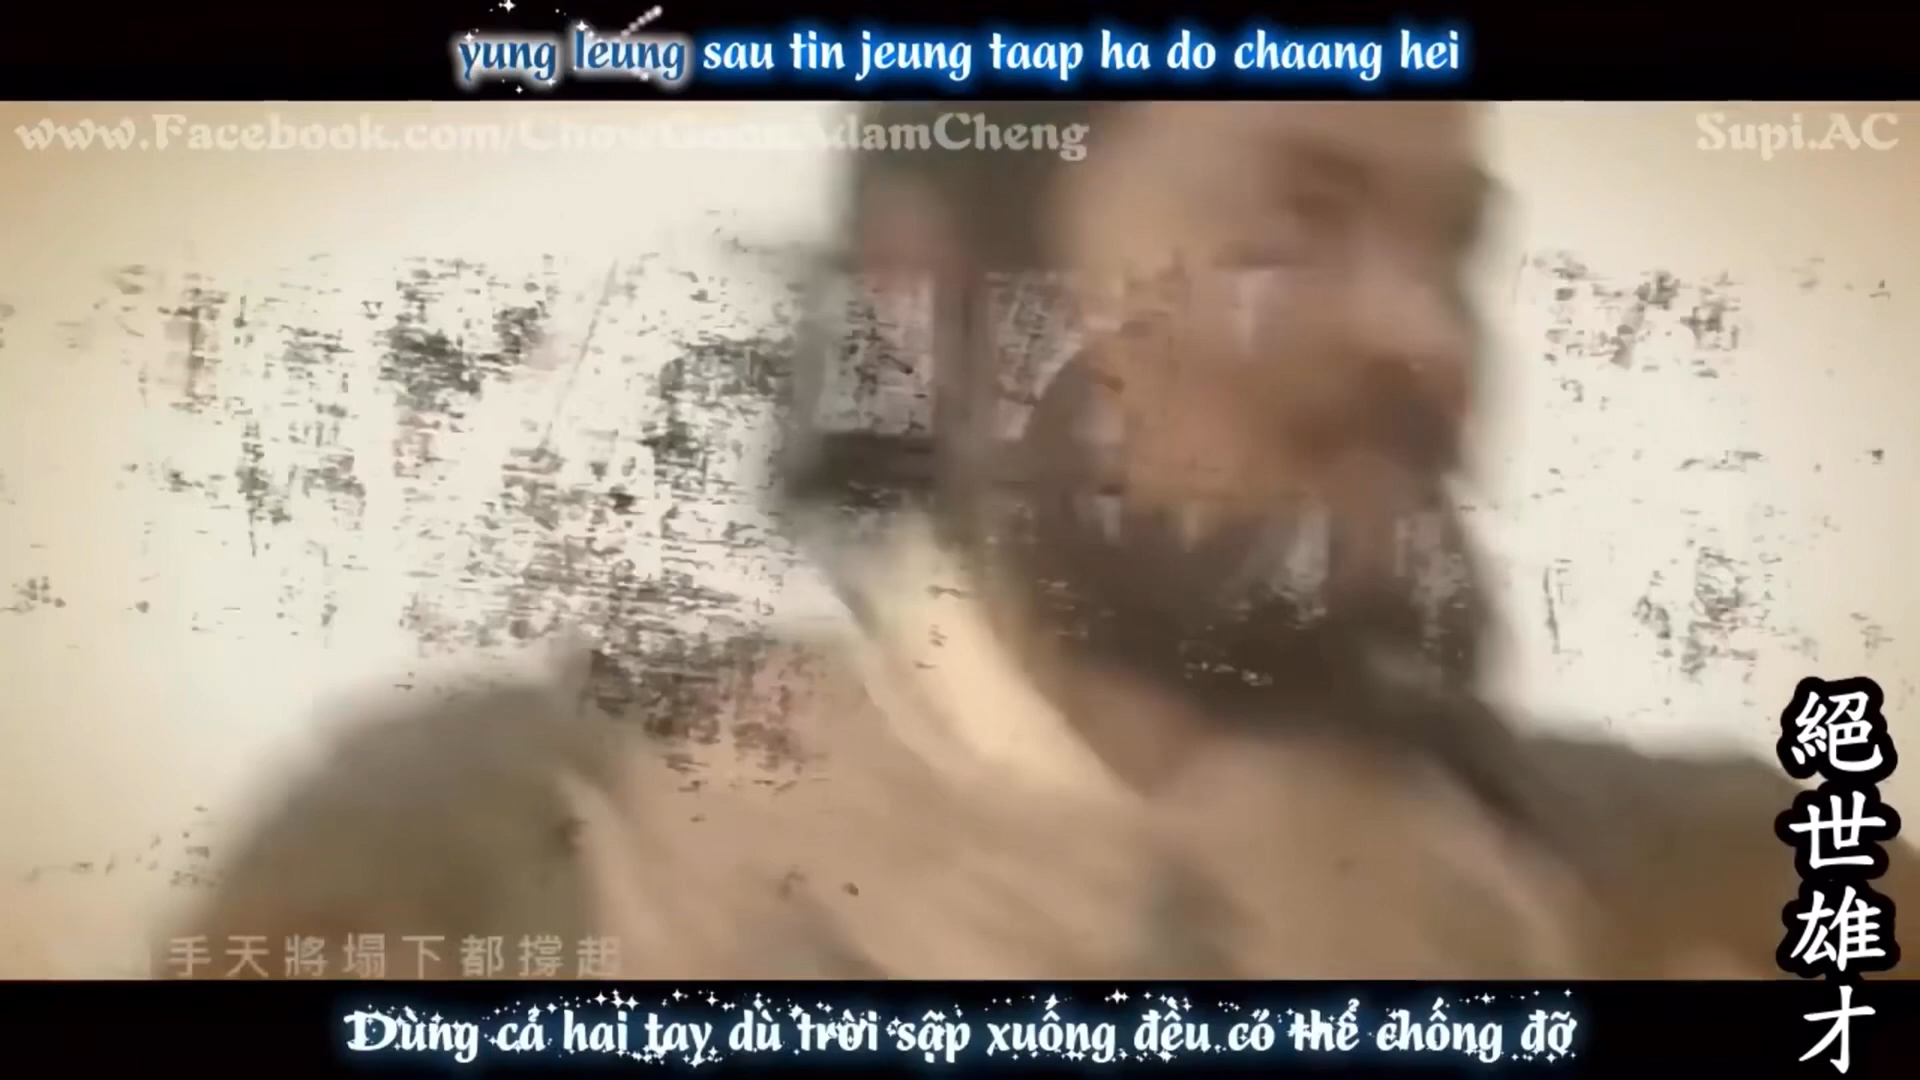 yung leung sau tin jeung taap ha do chaang hei
www.Facebook.com/ChowGocnAdamCheng
Supi.AC
絕世雄才
手天將塌下都撐起
Dùng cả hai tay dù trời sập xuống đều có thể chống đỡ